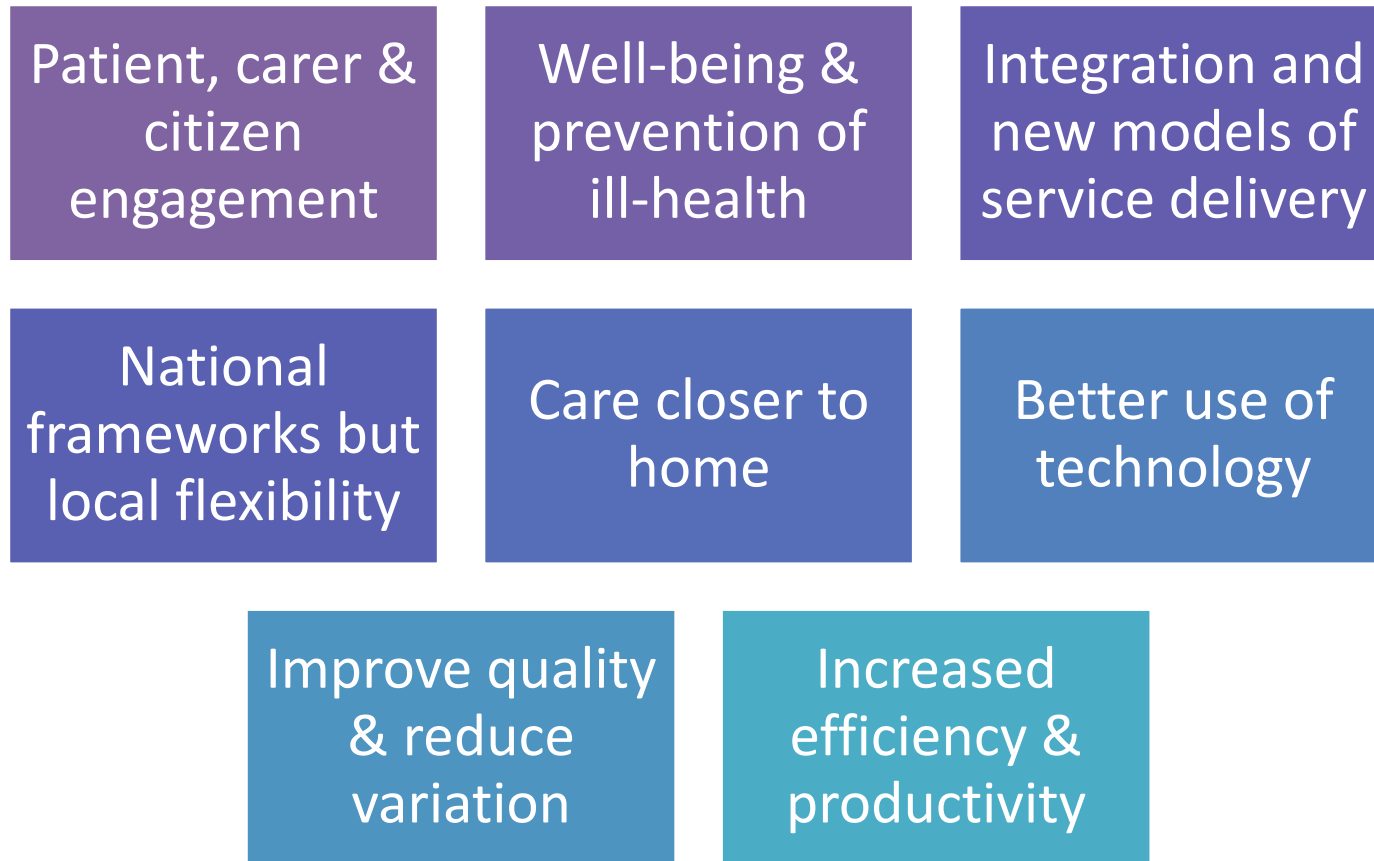 Patient, carer &
citizen
engagement
Well-being &
prevention of
ill-health
Integration and
new models of
service delivery
National
frameworks but
local flexibility
Care closer to
home
Better use of
technology
Improve quality
& reduce
variation
Increased
efficiency &
productivity